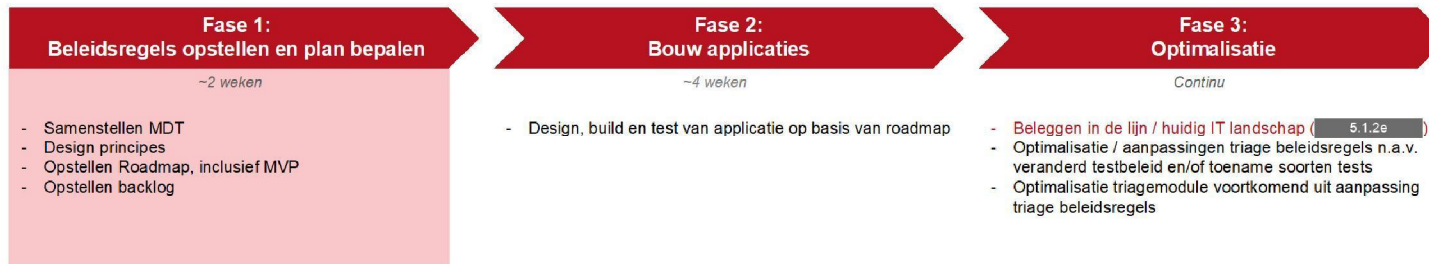 Fase 1:
Beleidsregels opstellen en plan bepalen
~2 weken
- Samenstellen MDT
- Design principes
- Opstellen Roadmap, inclusief MVP
- Opstellen backlog
Fase 2:
Bouw applicaties
~4 weken
- Design, build en test van applicatie op basis van roadmap
Fase 3:
Optimalisatie
Continu
- Beleggen in de lijn / huidig IT landschap ( 5.1.2e )
- Optimalisatie / aanpassingen triage beleidsregels n.a.v.
veranderd testbeleid en/of toename soorten tests
- Optimalisatie triagemodule voortkomend uit aanpassing
triage beleidsregels